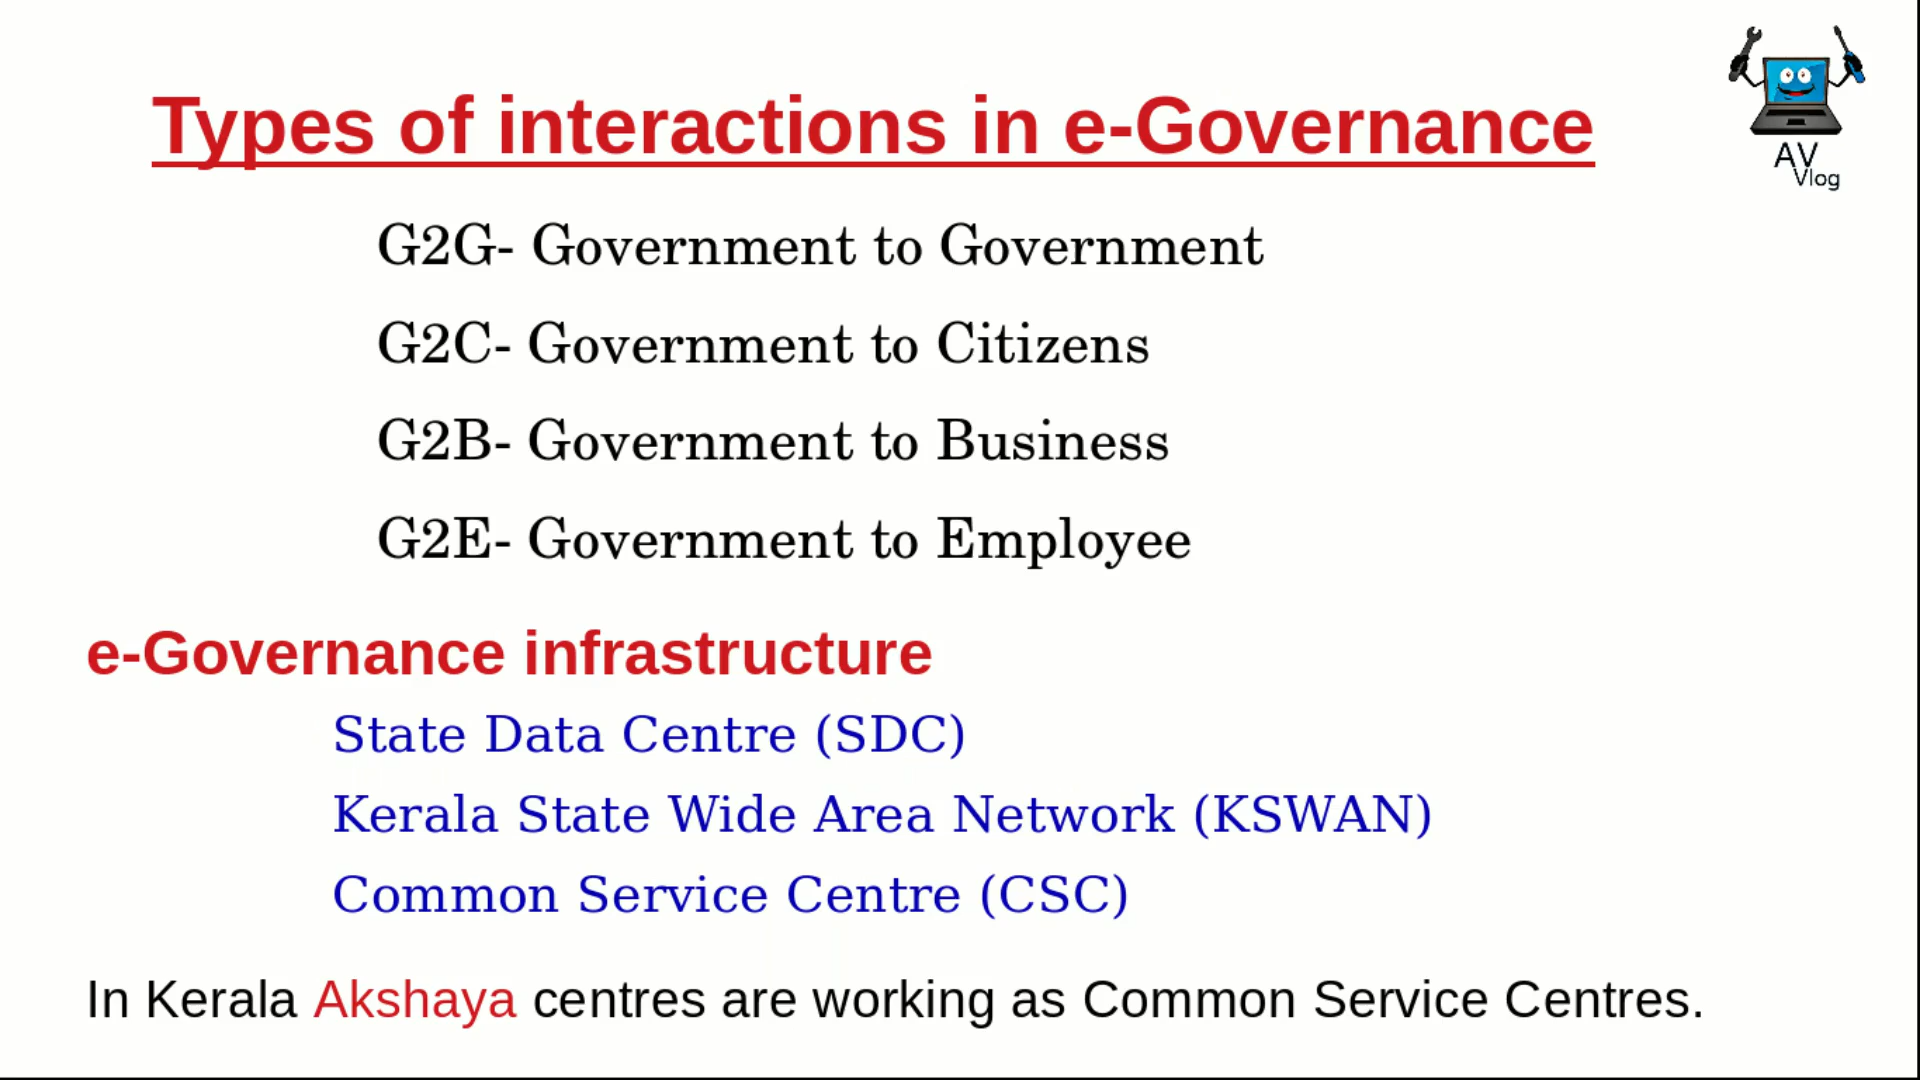 Types of interactions in e-Governance
AV
Vlog
G2G- Government to Government
G2C- Government to Citizens
G2B- Government to Business
G2E- Government to Employee
e-Governance infrastructure
State Data Centre (SDC)
Kerala State Wide Area Network (KSWAN)
Common Service Centre (CSC)
In Kerala Akshaya centres are working as Common Service Centres.